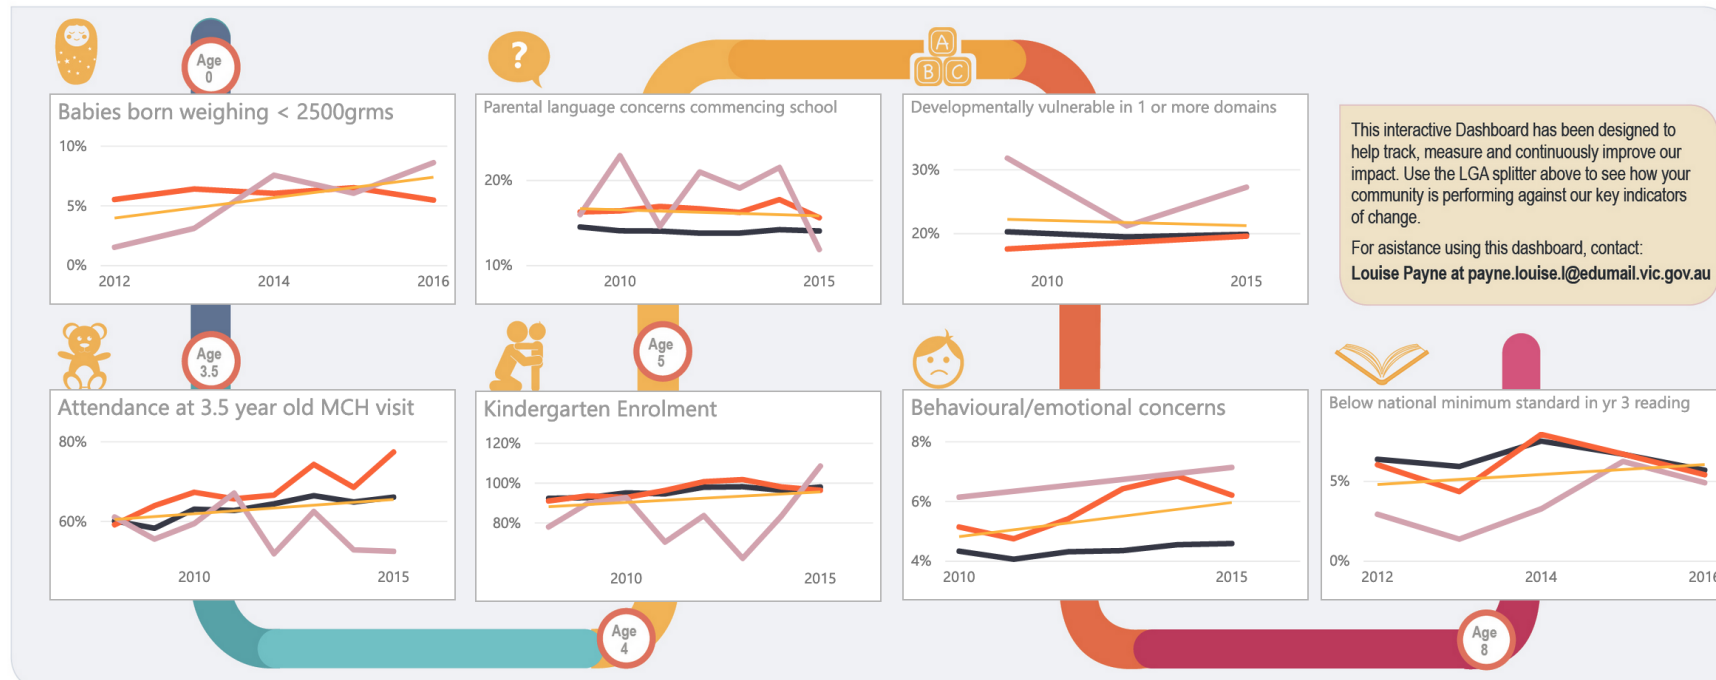 Age
0
?
A
B C
Babies born weighing < 2500grms
10%
5%
0%
2012 2014 2016
Parental language concerns commencing school
20%
10%
2010 2015
Developmentally vulnerable in 1 or more domains
30%
20%
2010 2015
This interactive Dashboard has been designed to
help track, measure and continuously improve our
impact. Use the LGA splitter above to see how your
community is performing against our key indicators
of change.
For asistance using this dashboard, contact:
Louise Payne at payne.louise.l@edumail.vic.gov.au
Age
3.5
Age
5
Attendance at 3.5 year old MCH visit
80%
60%
2010 2015
Kindergarten Enrolment
120%
100%
80%
2010 2015
Behavioural/emotional concerns
8%
6%
4%
2010 2015
Below national minimum standard in yr 3 reading
5%
0%
2012 2014 2016
Age
4
Age
8